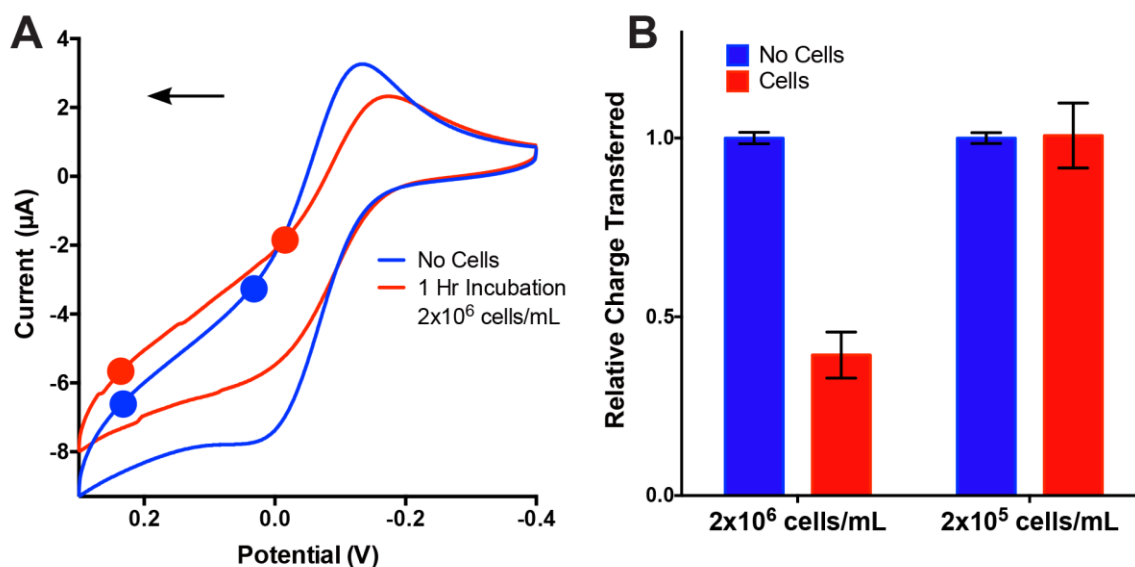 A
Current (µA)
4
2
0
-2
-4
-6
-8
0.2
0.0
-0.2
-0.4
Potential (V)
No Cells
1 Hr Incubation
2x10⁶ cells/mL
B
Relative Charge Transferred
1.0
0.5
0.0
No Cells
Cells
2x10⁶ cells/mL
2x10⁵ cells/mL